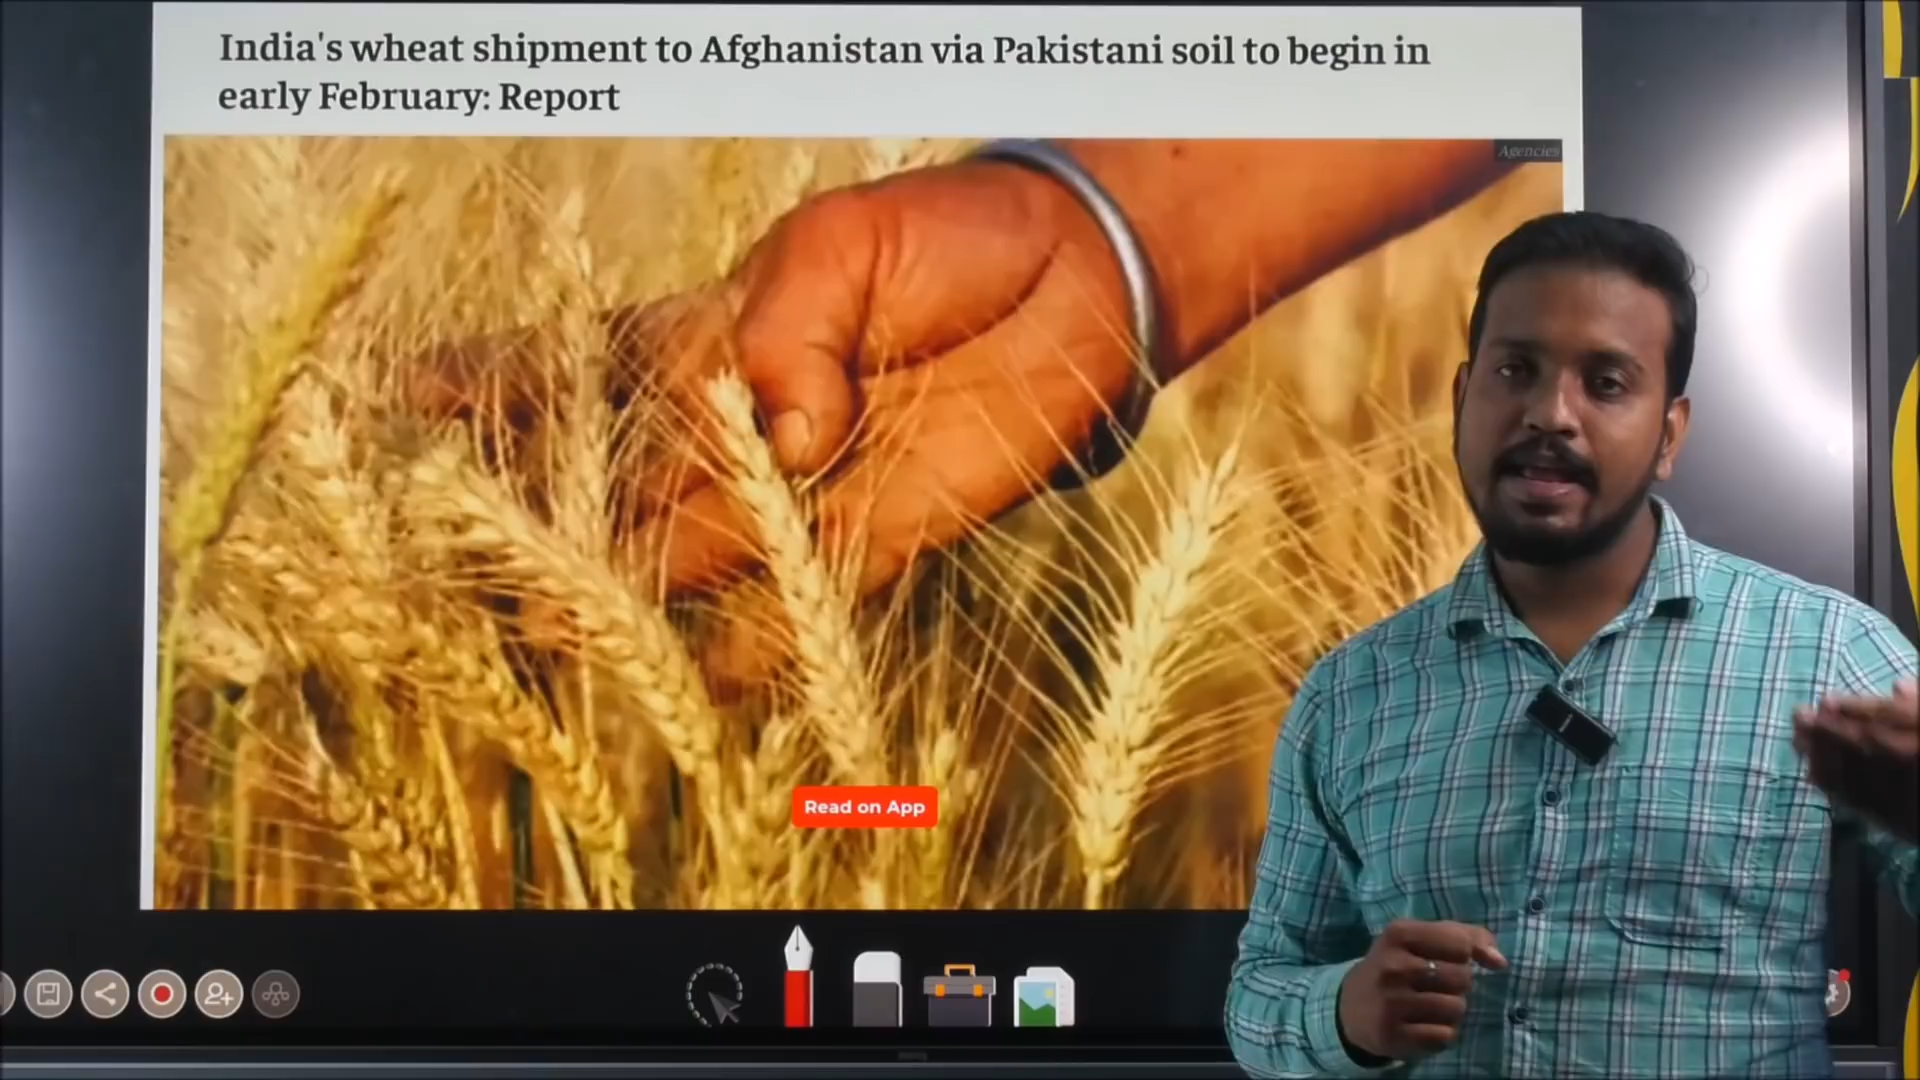 India's wheat shipment to Afghanistan via Pakistani soil to begin in
early February: Report
Agencies
Read on App